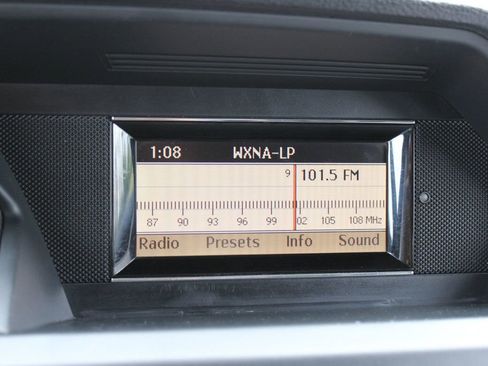 1:08 WXNA-LP
9 101.5 FM
87 90 93 96 99 02 105 108 MHz
Radio Presets Info Sound